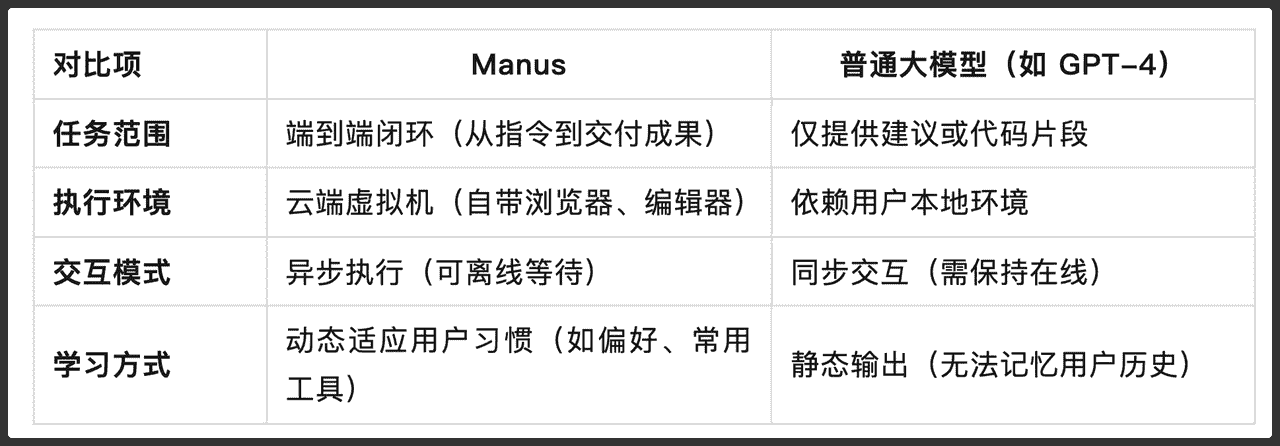 对比项 Manus 普通大模型（如 GPT-4）
任务范围 端到端闭环（从指令到交付成果） 仅提供建议或代码片段
执行环境 云端虚拟机（自带浏览器、编辑器） 依赖用户本地环境
交互模式 异步执行（可离线等待） 同步交互（需保持在线）
学习方式 动态适应用户习惯（如偏好、常用
工具） 静态输出（无法记忆用户历史）